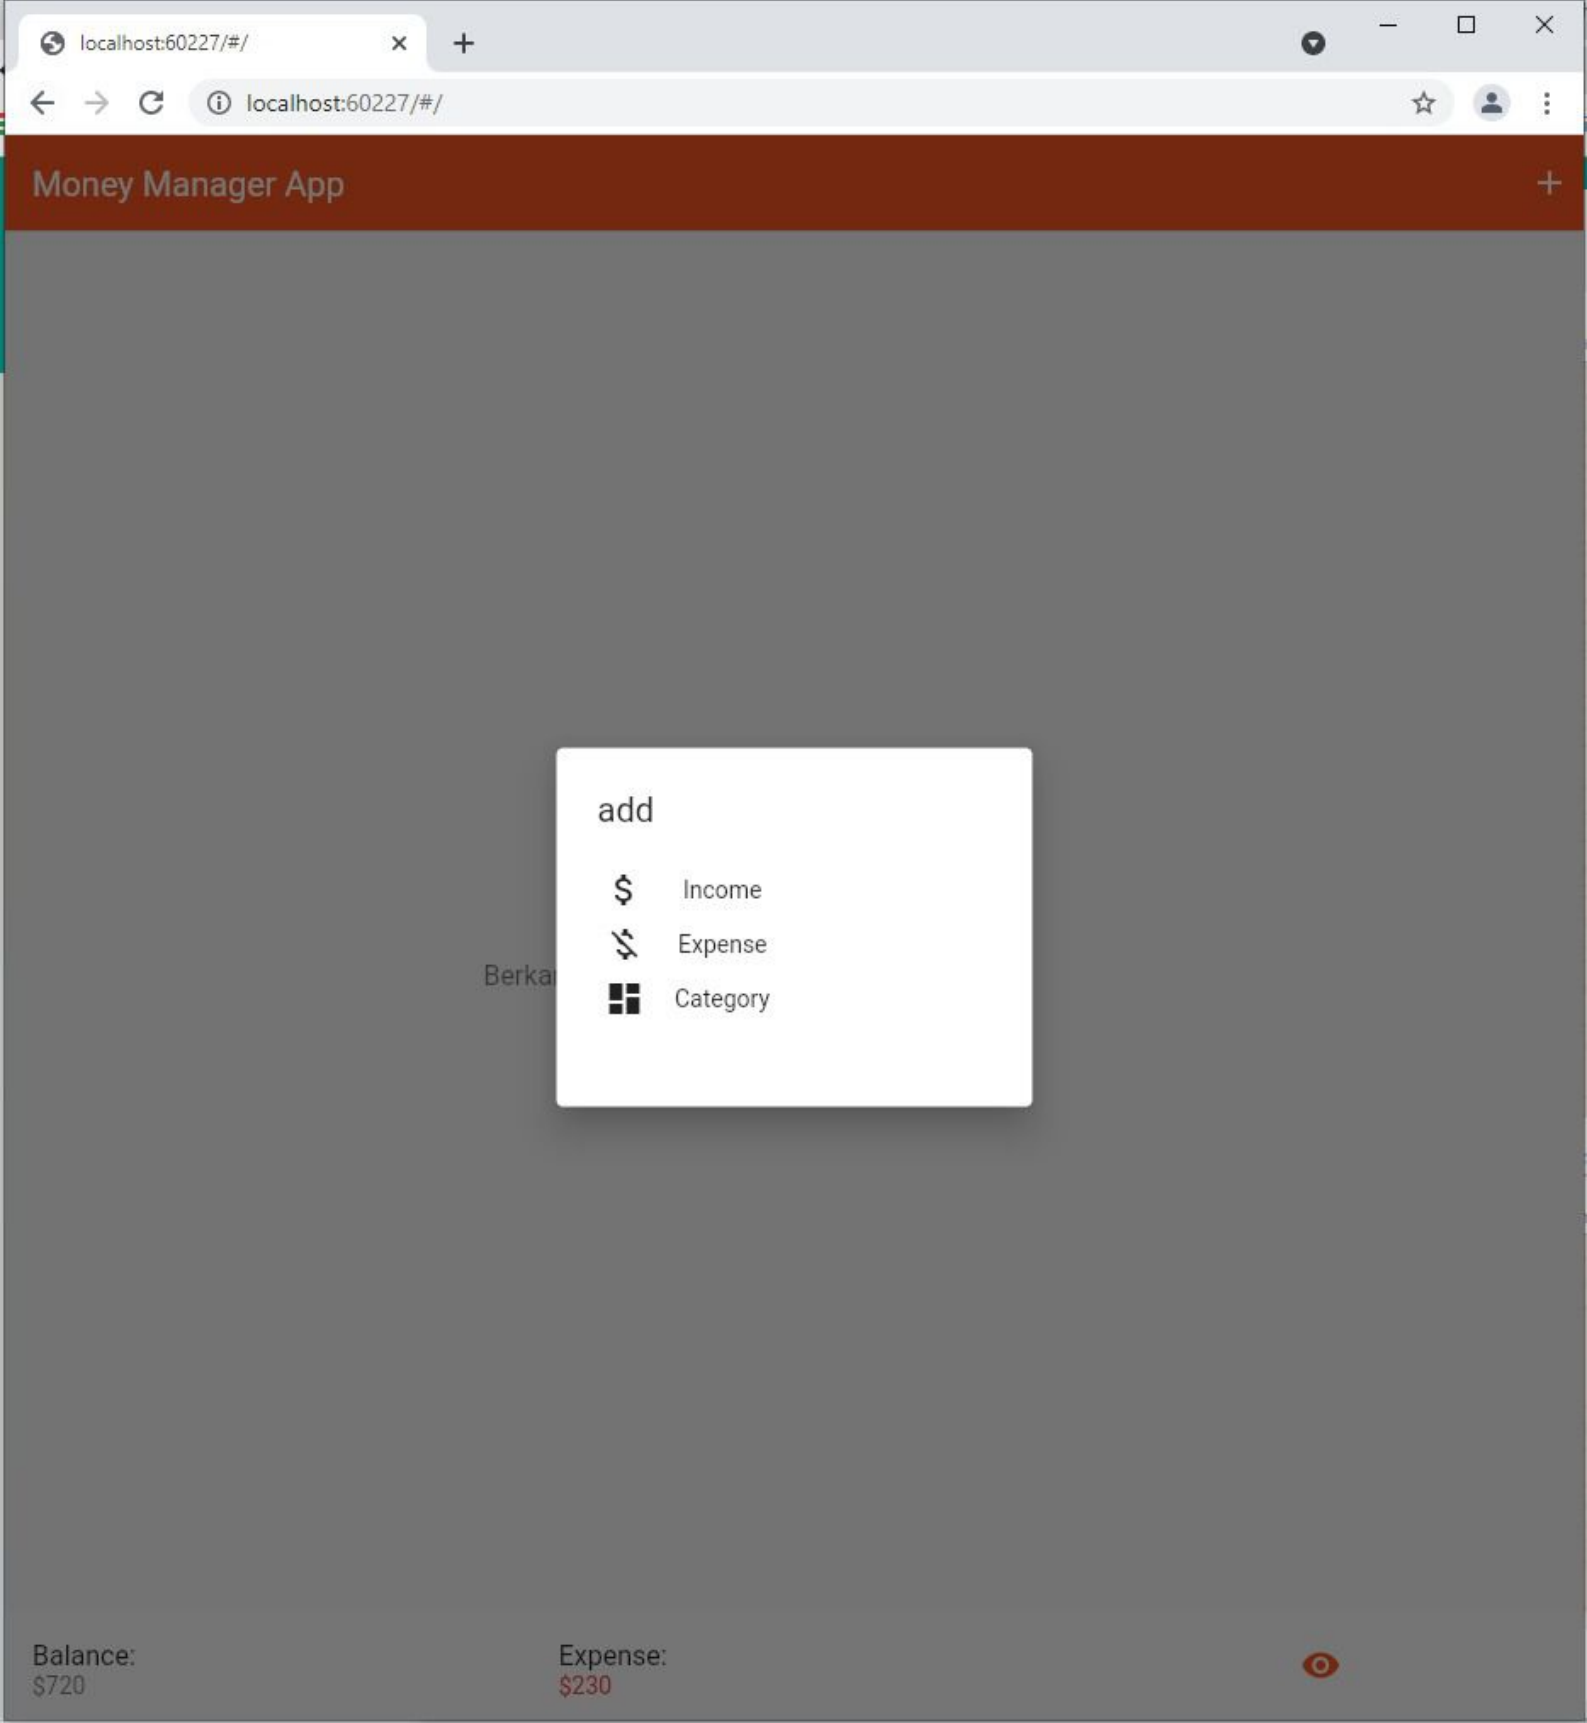 localhost:60227/#/
localhost:60227/#/
Money Manager App
add
Income
Expense
Category
Balance:
$720
Expense:
$230